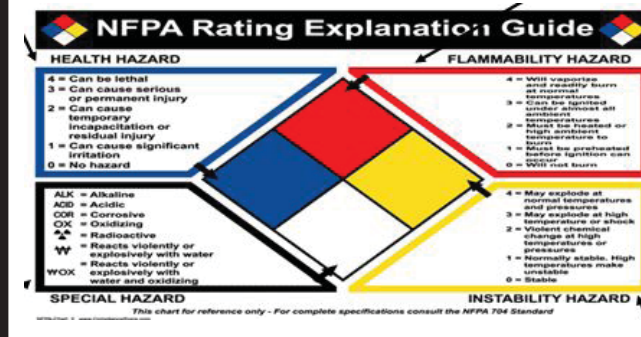 NFPA Rating Explanation Guide
HEALTH HAZARD
4 = Can be lethal
3 = Can cause serious
or permanent injury
2 = Can cause
temporary
incapacitation or
residual injury
1 = Can cause significant
irritation
0 = No hazard
FLAMMABILITY HAZARD
4 = Will vaporize
and readily burn
at normal
temperatures
3 = Can be ignited
under almost all
ambient
temperatures
2 = Must be heated or
high ambient
temperature to
burn
1 = Must be preheated
before ignition can
occur
0 = Will not burn
ALK = Alkaline
ACID = Acidic
COR = Corrosive
OX = Oxidizing
= Radioactive
W = Reacts violently or
explosively with water
W OX = Reacts violently or
explosively with
water and oxidizing
SPECIAL HAZARD
4 = May explode at
normal temperatures
and pressures
3 = May explode at high
temperature or shock
2 = Violent chemical
change at high
temperatures or
pressures
1 = Normally stable. High
temperatures make
unstable
0 = Stable
INSTABILITY HAZARD
This chart for reference only - For complete specifications consult the NFPA 704 Standard